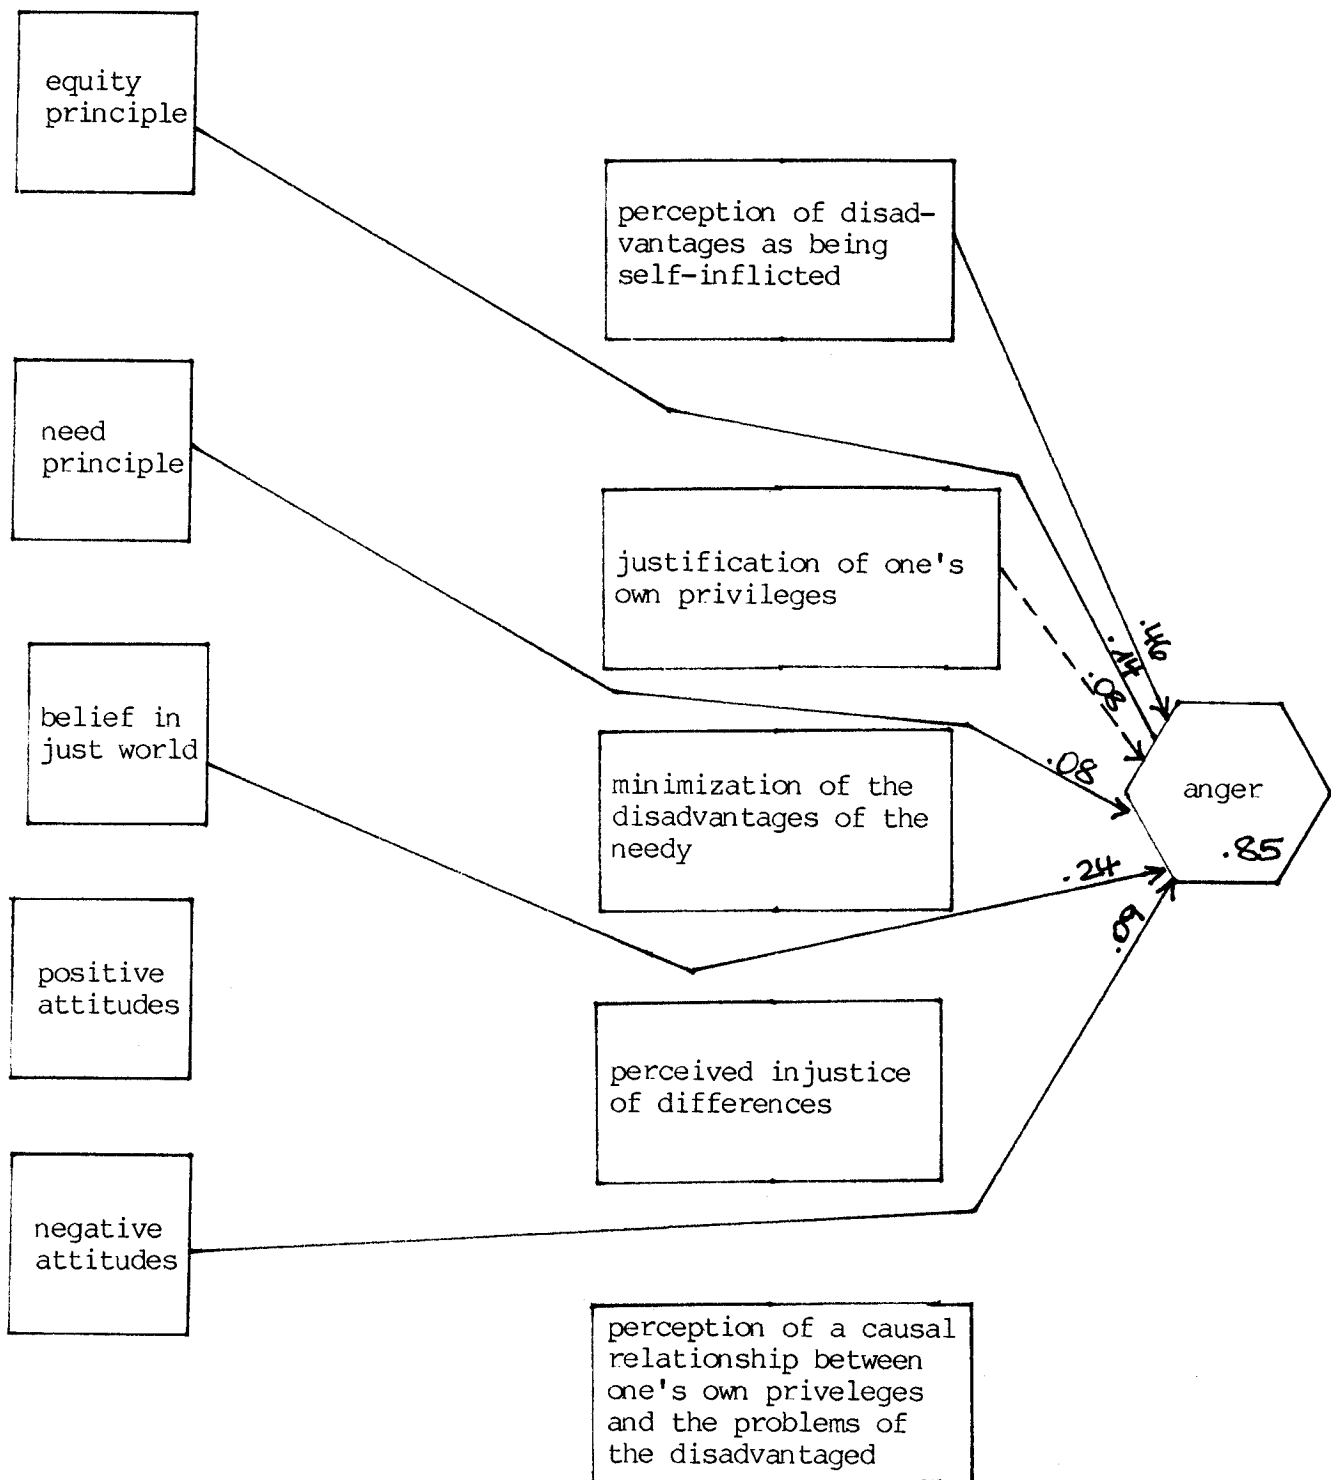 equity
principle
perception of disad-
vantages as being
self-inflicted
need
principle
justification of one's
own privileges
.46
.14
.08
belief in
just world
.08
minimization of the
disadvantages of the
needy
anger
.85
.24
.09
positive
attitudes
perceived injustice
of differences
negative
attitudes
perception of a causal
relationship between
one's own priveleges
and the problems of
the disadvantaged